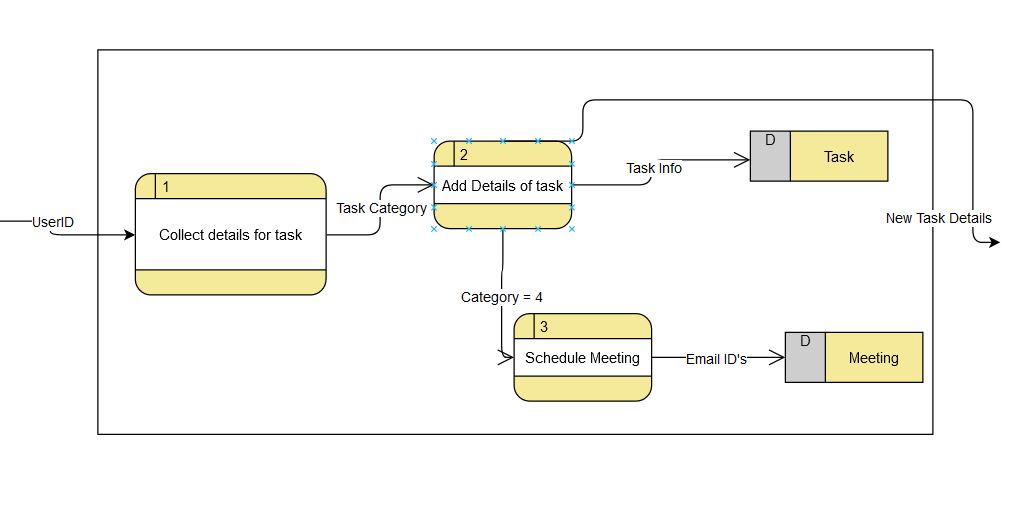 UserID
1
Collect details for task
Task Category
2
Add Details of task
Task Info
D
Task
New Task Details
Category = 4
3
Schedule Meeting
Email ID's
D
Meeting